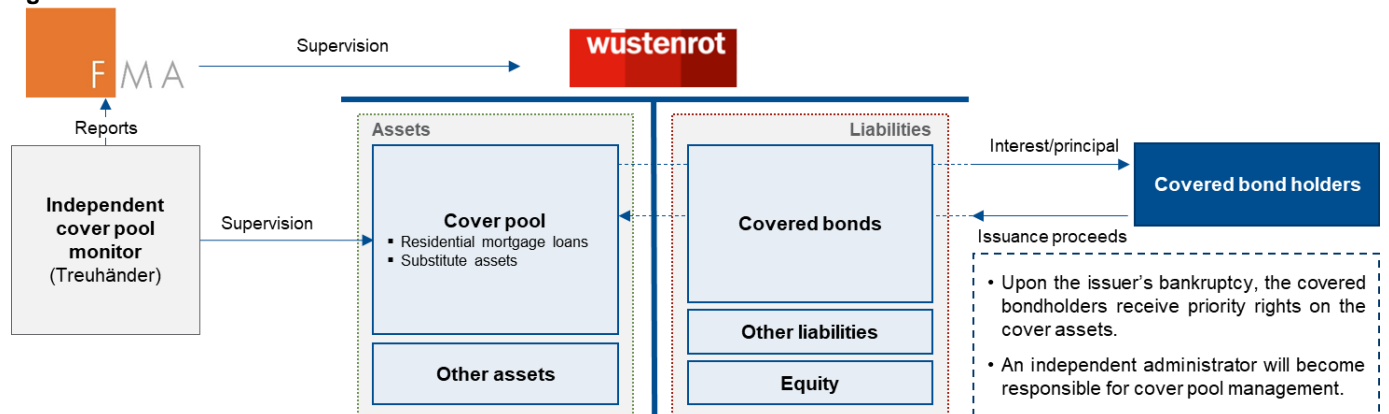 FMA
Supervision
wüstenrot
Reports
Assets
Liabilities
Independent
cover pool
monitor
(Treuhänder)
Supervision
Cover pool
▪ Residential mortgage loans
▪ Substitute assets
Other assets
Covered bonds
Other liabilities
Equity
Interest/principal
Covered bond holders
Issuance proceeds
• Upon the issuer’s bankruptcy, the covered
bondholders receive priority rights on the
cover assets.
• An independent administrator will become
responsible for cover pool management.